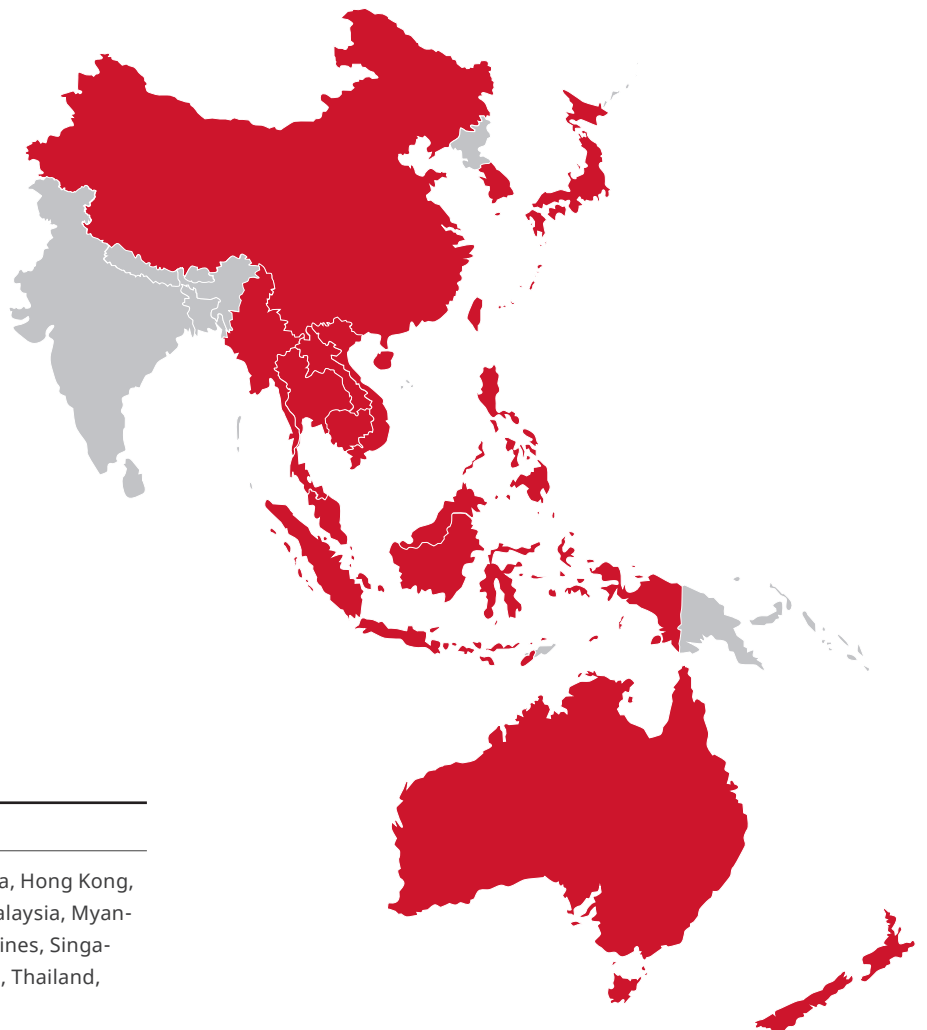 a, Hong Kong,
alaysia, Myan-
ines, Singa-
, Thailand,